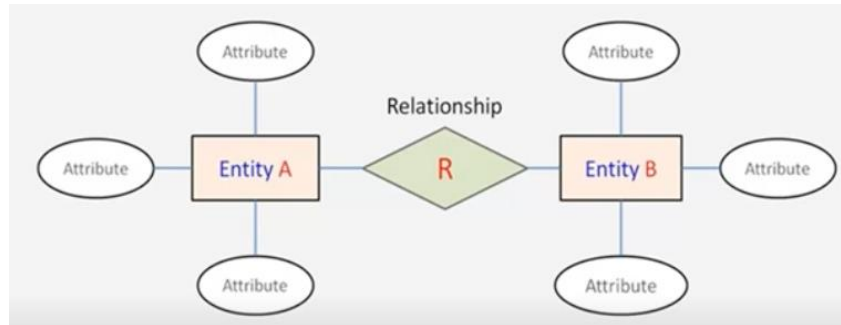 Attribute
Attribute
Relationship
Attribute
Entity A
R
Entity B
Attribute
Attribute
Attribute